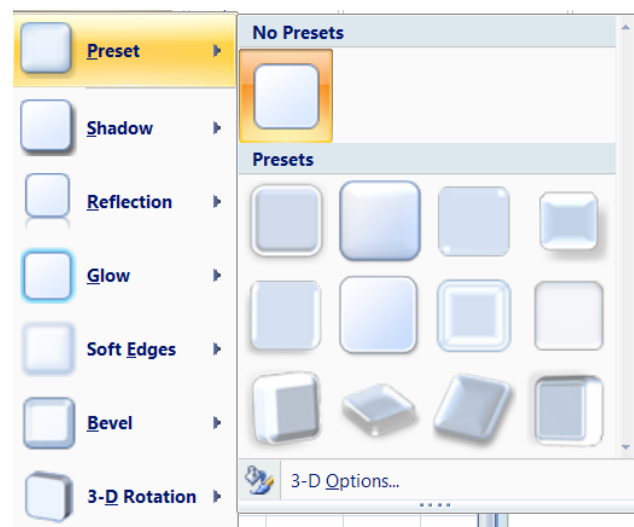 Preset
Shadow
Reflection
Glow
Soft Edges
Bevel
3-D Rotation
No Presets
Presets
3-D Options...